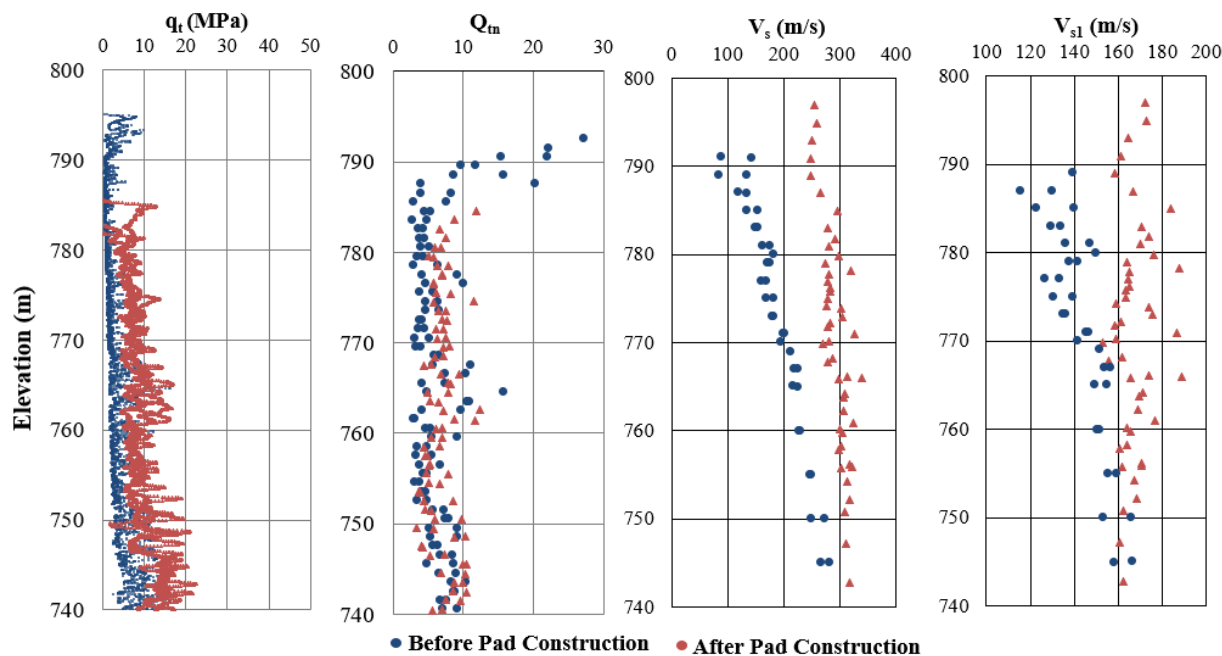 qt (MPa)
0 10 20 30 40 50
Qtn
0 10 20 30
Vs (m/s)
0 100 200 300 400
Vs1 (m/s)
100 120 140 160 180 200
800
790
780
770
760
750
740
800
790
780
770
760
750
740
800
790
780
770
760
750
740
800
790
780
770
760
750
740
Elevation (m)
Before Pad Construction
After Pad Construction